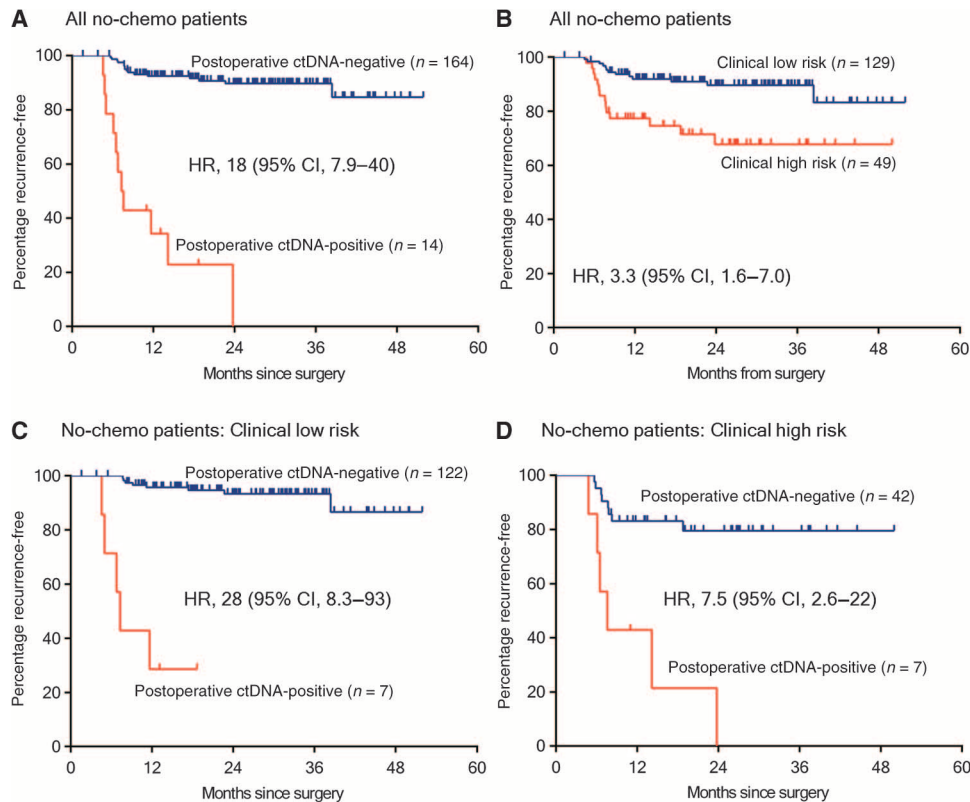 A All no-chemo patients
Percentage recurrence-free
100
80
60
40
20
0
Postoperative ctDNA-negative (n = 164)
HR, 18 (95% CI, 7.9–40)
Postoperative ctDNA-positive (n = 14)
0 12 24 36 48 60
Months since surgery
B All no-chemo patients
Percentage recurrence-free
100
80
60
40
20
0
Clinical low risk (n = 129)
Clinical high risk (n = 49)
HR, 3.3 (95% CI, 1.6–7.0)
0 12 24 36 48 60
Months from surgery
C No-chemo patients: Clinical low risk
Percentage recurrence-free
100
80
60
40
20
0
Postoperative ctDNA-negative (n = 122)
HR, 28 (95% CI, 8.3–93)
Postoperative ctDNA-positive (n = 7)
0 12 24 36 48 60
Months since surgery
D No-chemo patients: Clinical high risk
Percentage recurrence-free
100
80
60
40
20
0
Postoperative ctDNA-negative (n = 42)
HR, 7.5 (95% CI, 2.6–22)
Postoperative ctDNA-positive (n = 7)
0 12 24 36 48 60
Months since surgery